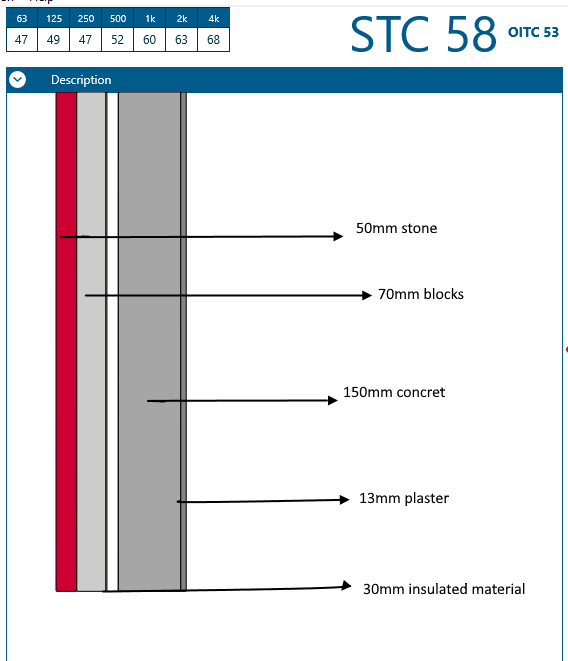 63 125 250 500 1k 2k 4k
47 49 47 52 60 63 68
STC 58 OITC 53
Description
50mm stone
70mm blocks
150mm concret
13mm plaster
30mm insulated material